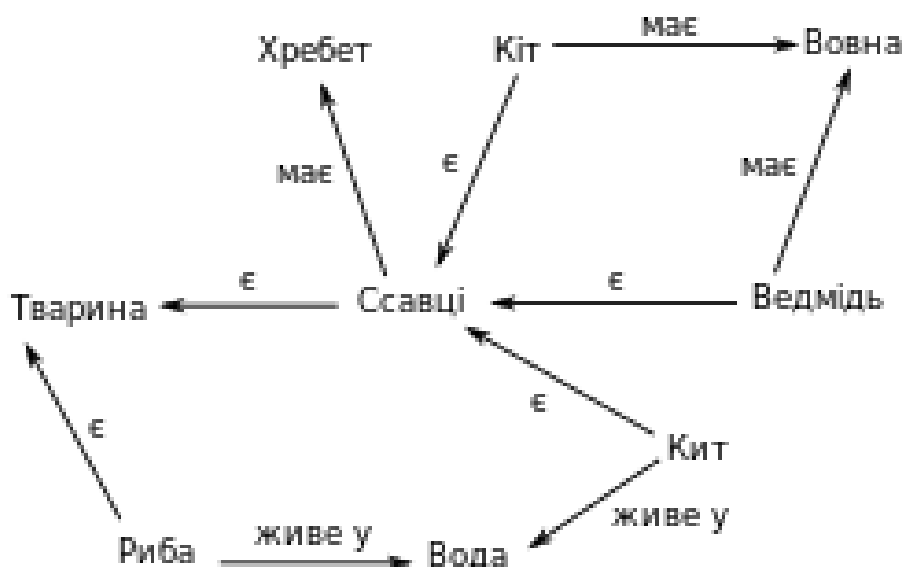 Хребет
Кіт
має
Вовна
має
є
має
Тварина
є
Ссавці
є
Ведмідь
є
є
Кит
Риба
живе у
Вода
живе у